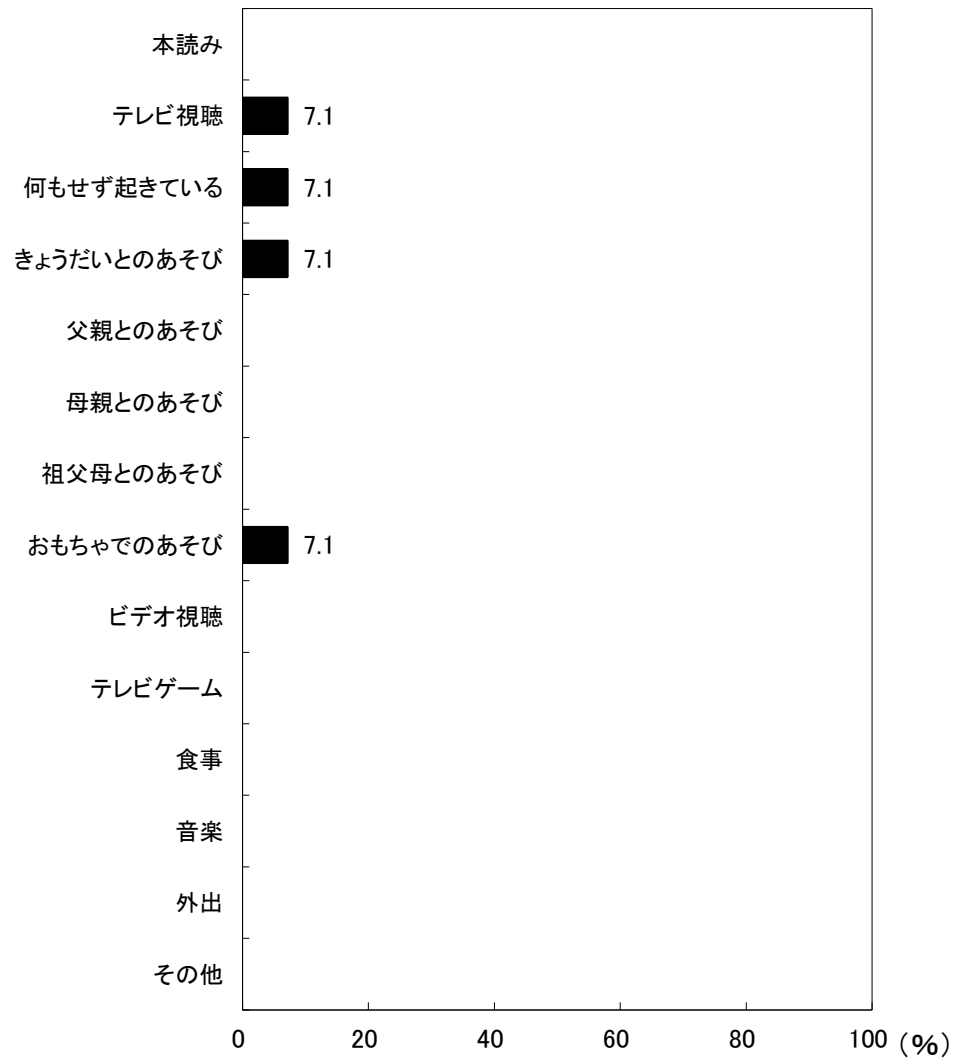 本読み
テレビ視聴 7.1
何もせず起きている 7.1
きょうだいとのあそび 7.1
父親とのあそび
母親とのあそび
祖父母とのあそび
おもちゃでのあそび 7.1
ビデオ視聴
テレビゲーム
食事
音楽
外出
その他
0 20 40 60 80 100 (%)